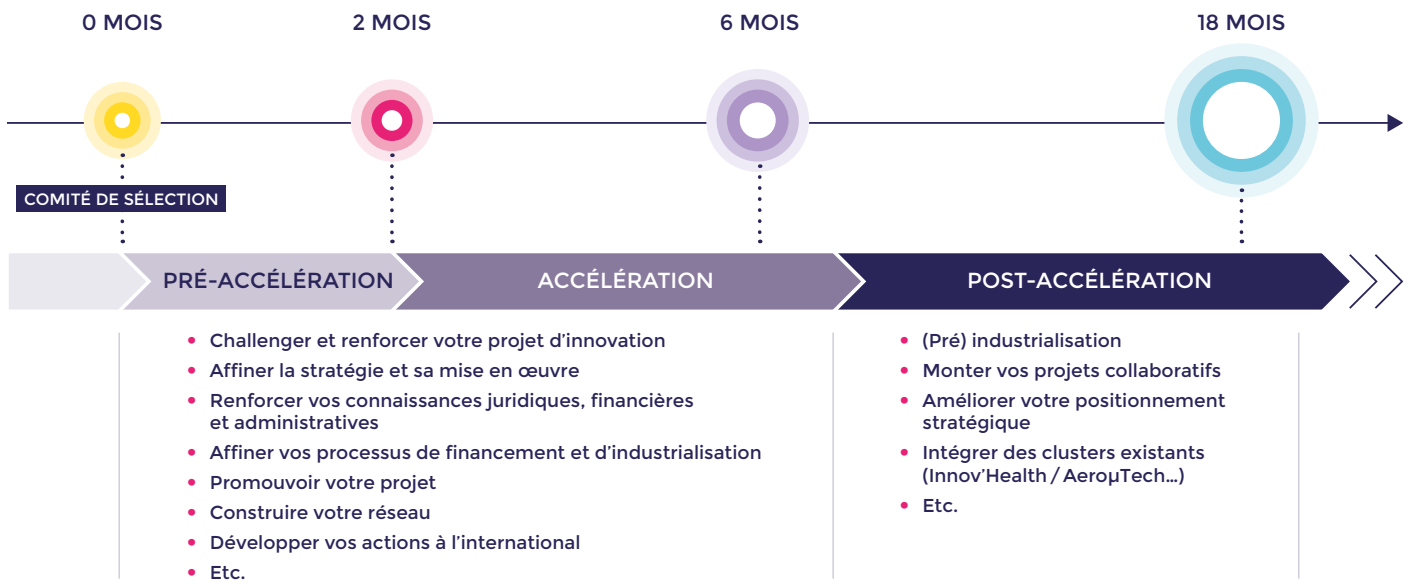 0 MOIS
2 MOIS
6 MOIS
18 MOIS
COMITÉ DE SÉLECTION
PRÉ-ACCÉLÉRATION
ACCÉLÉRATION
POST-ACCÉLÉRATION
• Challenger et renforcer votre projet d’innovation
• Affiner la stratégie et sa mise en œuvre
• Renforcer vos connaissances juridiques, financières
et administratives
• Affiner vos processus de financement et d’industrialisation
• Promouvoir votre projet
• Construire votre réseau
• Développer vos actions à l’international
• Etc.
• (Pré) industrialisation
• Monter vos projets collaboratifs
• Améliorer votre positionnement
stratégique
• Intégrer des clusters existants
(Innov’Health / AeroµTech…)
• Etc.